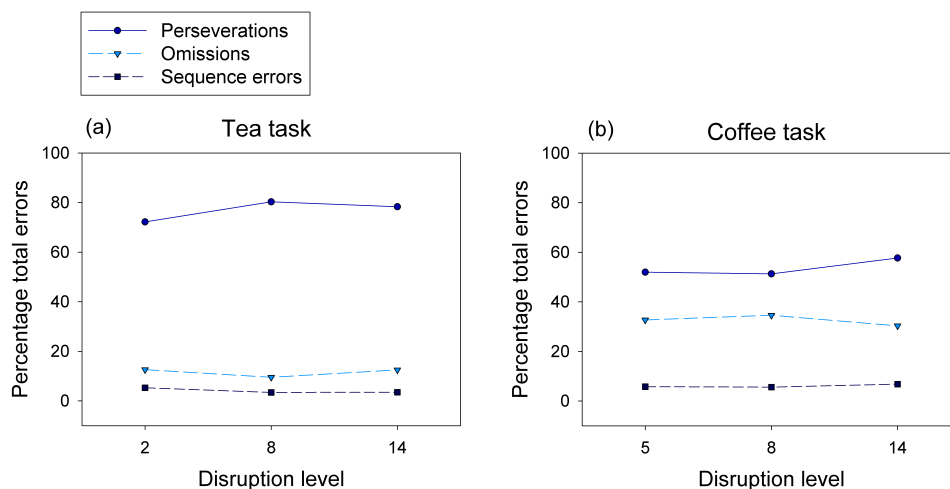 Perseverations
Omissions
Sequence errors
(a)
Tea task
Percentage total errors
100
80
60
40
20
0
2
8
14
Disruption level
(b)
Coffee task
Percentage total errors
100
80
60
40
20
0
5
8
14
Disruption level